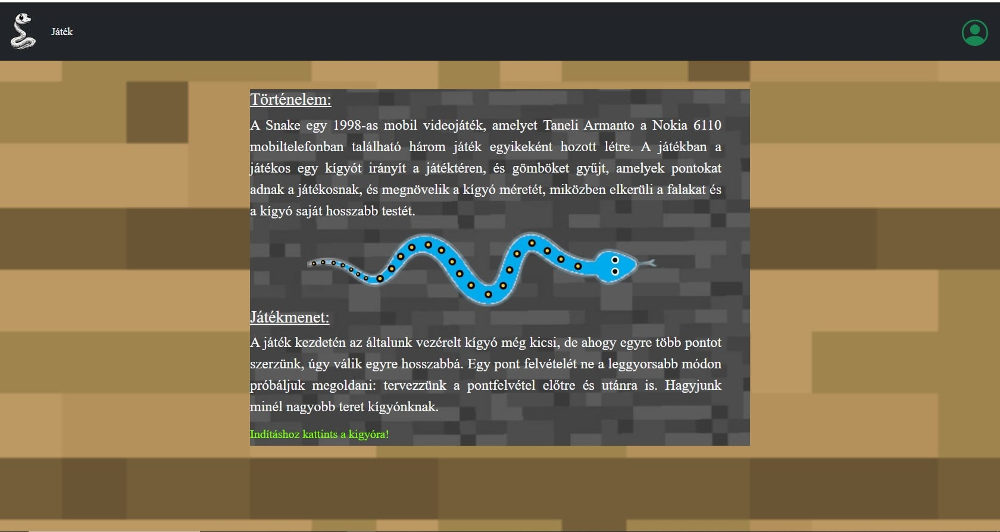 Játék
Történelem:
A Snake egy 1998-as mobil videojáték, amelyet Taneli Armanto a Nokia 6110
mobiltelefonban található három játék egyikeként hozott létre. A játékban a
játékos egy kígyót irányít a játéktéren, és gömböket gyűjt, amelyek pontokat
adnak a játékosnak, és megnövelik a kígyó méretét, miközben elkerüli a falakat és
a kígyó saját hosszabb testét.
Játékmenet:
A játék kezdetén az általunk vezérelt kígyó még kicsi, de ahogy egyre több pontot
szerzünk, úgy válik egyre hosszabbá. Egy pont felvételét ne a leggyorsabb módon
próbáljuk megoldani: tervezzünk a pontfelvétel előtre és utánra is. Hagyjunk
minél nagyobb teret kígyónknak.
Indításhoz kattints a kigyóra!